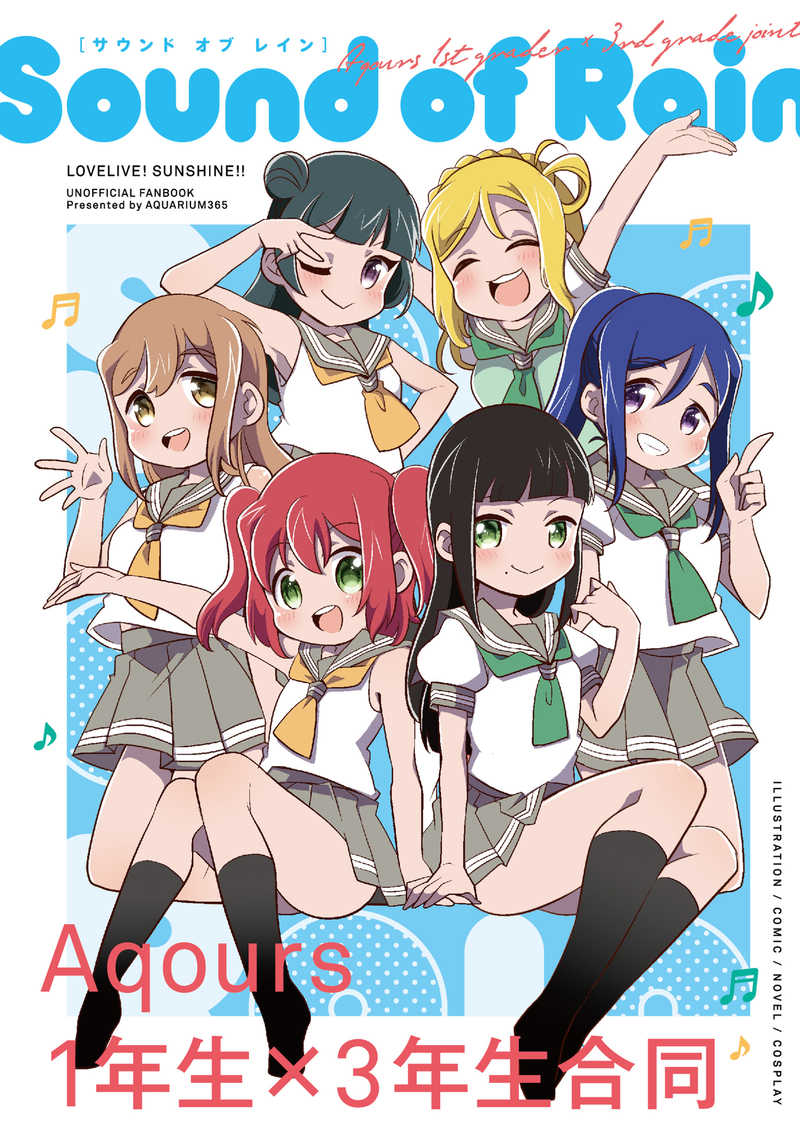 [サウンド オブ レイン]
Aqours 1st grader × 3nd grade joint
Sound of Rain
LOVELIVE! SUNSHINE!!
UNOFFICIAL FANBOOK
Presented by AQUARIUM365
ILLUSTRATION / COMIC / NOVEL / COSPLAY
Aqours
1年生×3年生合同